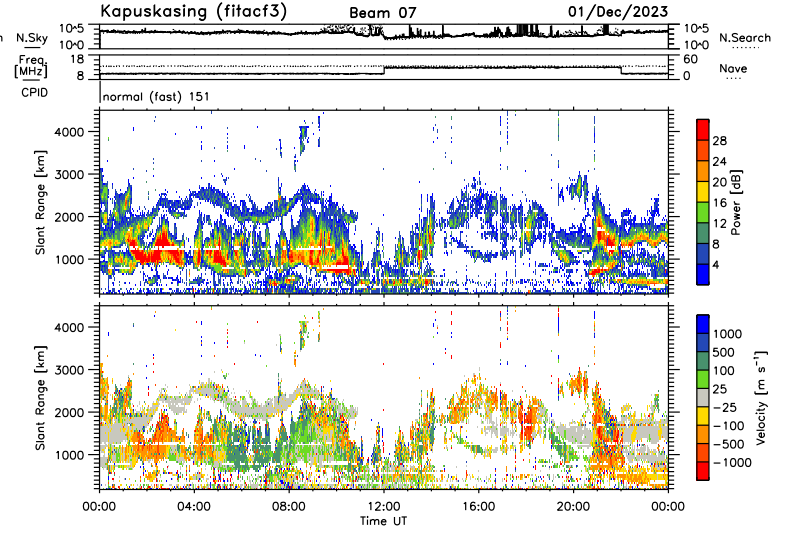 Kapuskasing (fitacf3) Beam 07 01/Dec/2023
N.Sky 10^5 10^0 10^5 10^0 N.Search
Freq. [MHz] 18 8 60 0 Nave
CPID normal (fast) 151
Slant Range [km] 4000 3000 2000 1000
28 24 20 16 12 8 4 Power [dB]
Slant Range [km] 4000 3000 2000 1000
1000 500 100 25 -25 -100 -500 -1000 Velocity [m s⁻¹]
00:00 04:00 08:00 12:00 16:00 20:00 00:00
Time UT